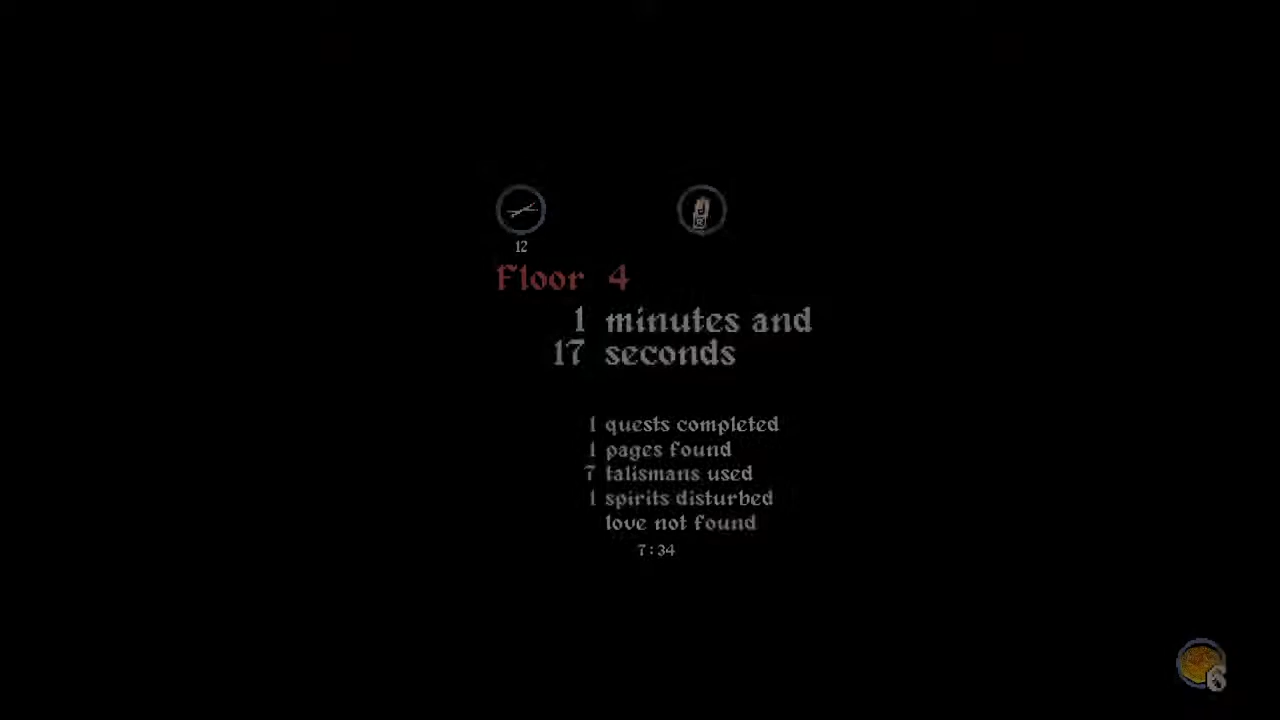 12
Floor 4
1 minutes and
17 seconds
1 quests completed
1 pages found
7 talismans used
1 spirits disturbed
love not found
7:34
6